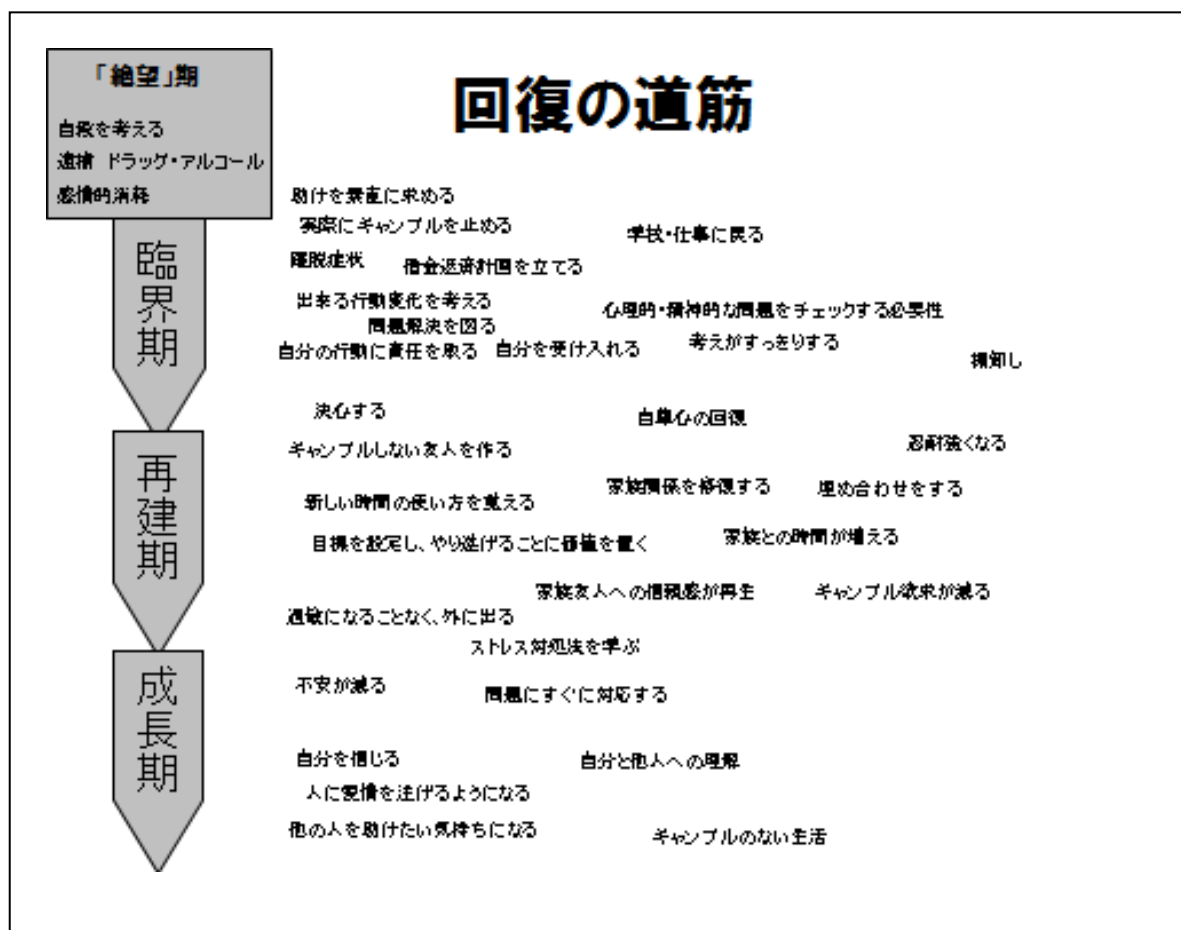 「絶望」期
自殺を考える
逮捕 ドラッグ・アルコール
感情的消耗
回復の道筋
臨界期
再建期
成長期
助けを素直に求める
実際にギャンブルを止める
学校・仕事に戻る
離脱症状
借金返済計画を立てる
出来る行動変化を考える
心理的・精神的な問題をチェックする必要性
問題解決を図る
自分の行動に責任を取る
自分を受け入れる
考えがすっきりする
棚卸し
決心する
自尊心の回復
ギャンブルしない友人を作る
忍耐強くなる
家族関係を修復する
埋め合わせをする
新しい時間の使い方を覚える
家族との時間が増える
目標を設定し、やり遂げることに価値を置く
家族友人への信頼感が再生
ギャンブル欲求が減る
過敏になることなく、外に出る
ストレス対処法を学ぶ
不安が減る
問題にすぐに対応する
自分を信じる
自分と他人への理解
人に愛情を注げるようになる
他の人を助けたい気持ちになる
ギャンブルのない生活